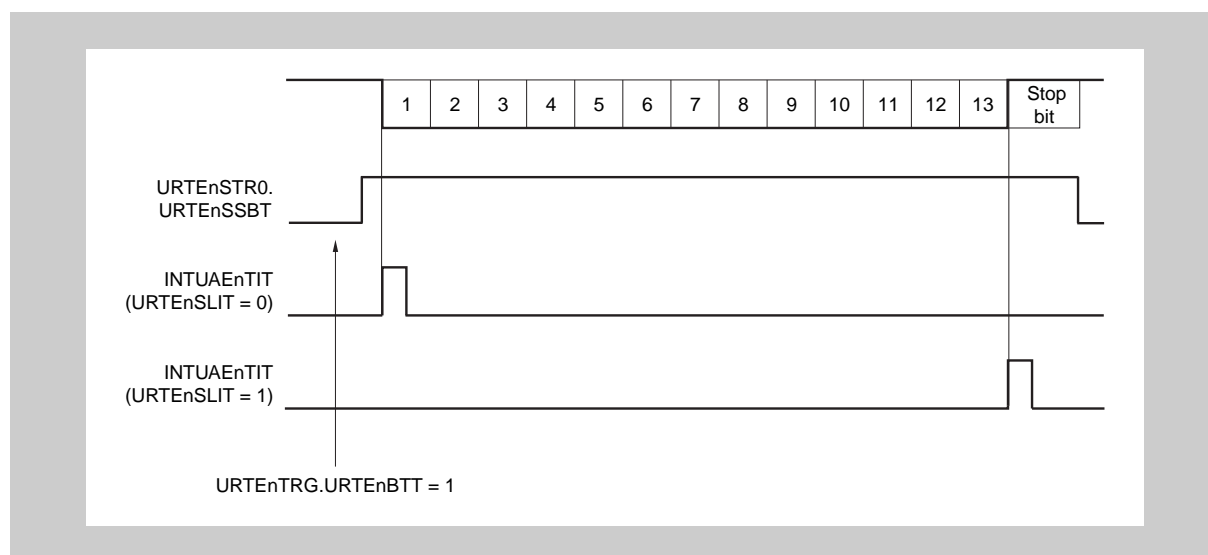 1 2 3 4 5 6 7 8 9 10 11 12 13 Stop
bit
URTEnSTR0.
URTEnSSBT
INTUAEnTIT
(URTEnSLIT = 0)
INTUAEnTIT
(URTEnSLIT = 1)
URTEnTRG.URTEnBTT = 1